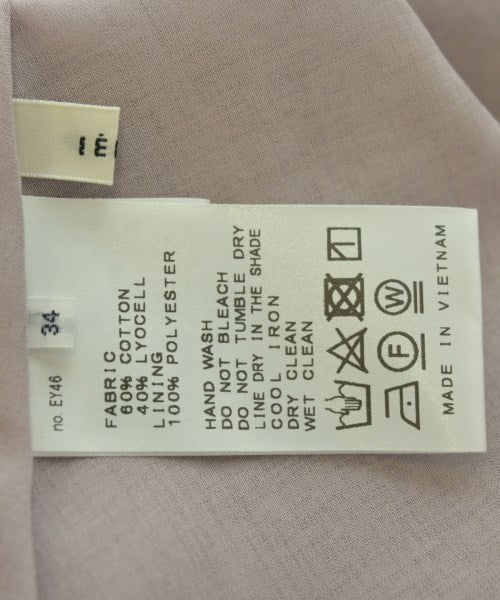 34
no. EY46
FABRIC
60% COTTON
40% LYOCELL
LINING
100% POLYESTER
HAND WASH
DO NOT BLEACH
DO NOT TUMBLE DRY
LINE DRY IN THE SHADE
COOL IRON
DRY CLEAN
WET CLEAN
F
W
MADE IN VIETNAM